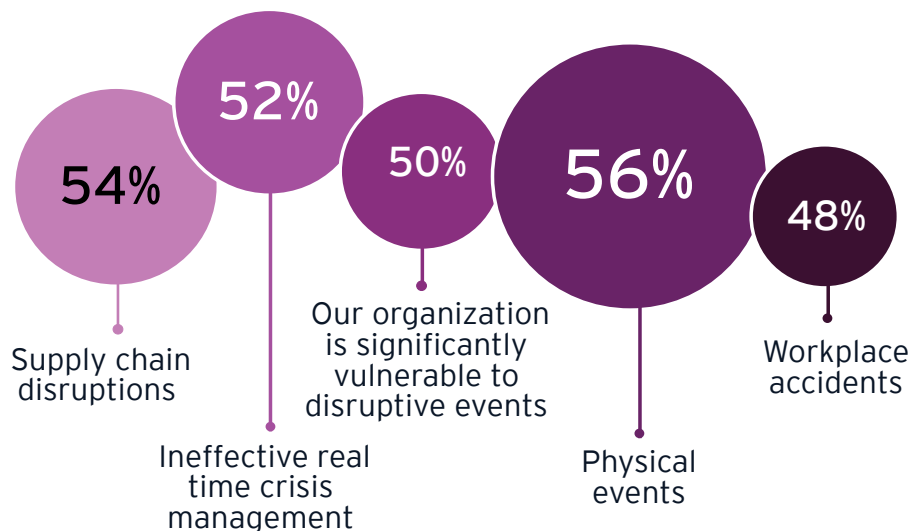 54%
52%
50%
56%
48%
Supply chain
disruptions
Ineffective real
time crisis
management
Our organization
is significantly
vulnerable to
disruptive events
Physical
events
Workplace
accidents